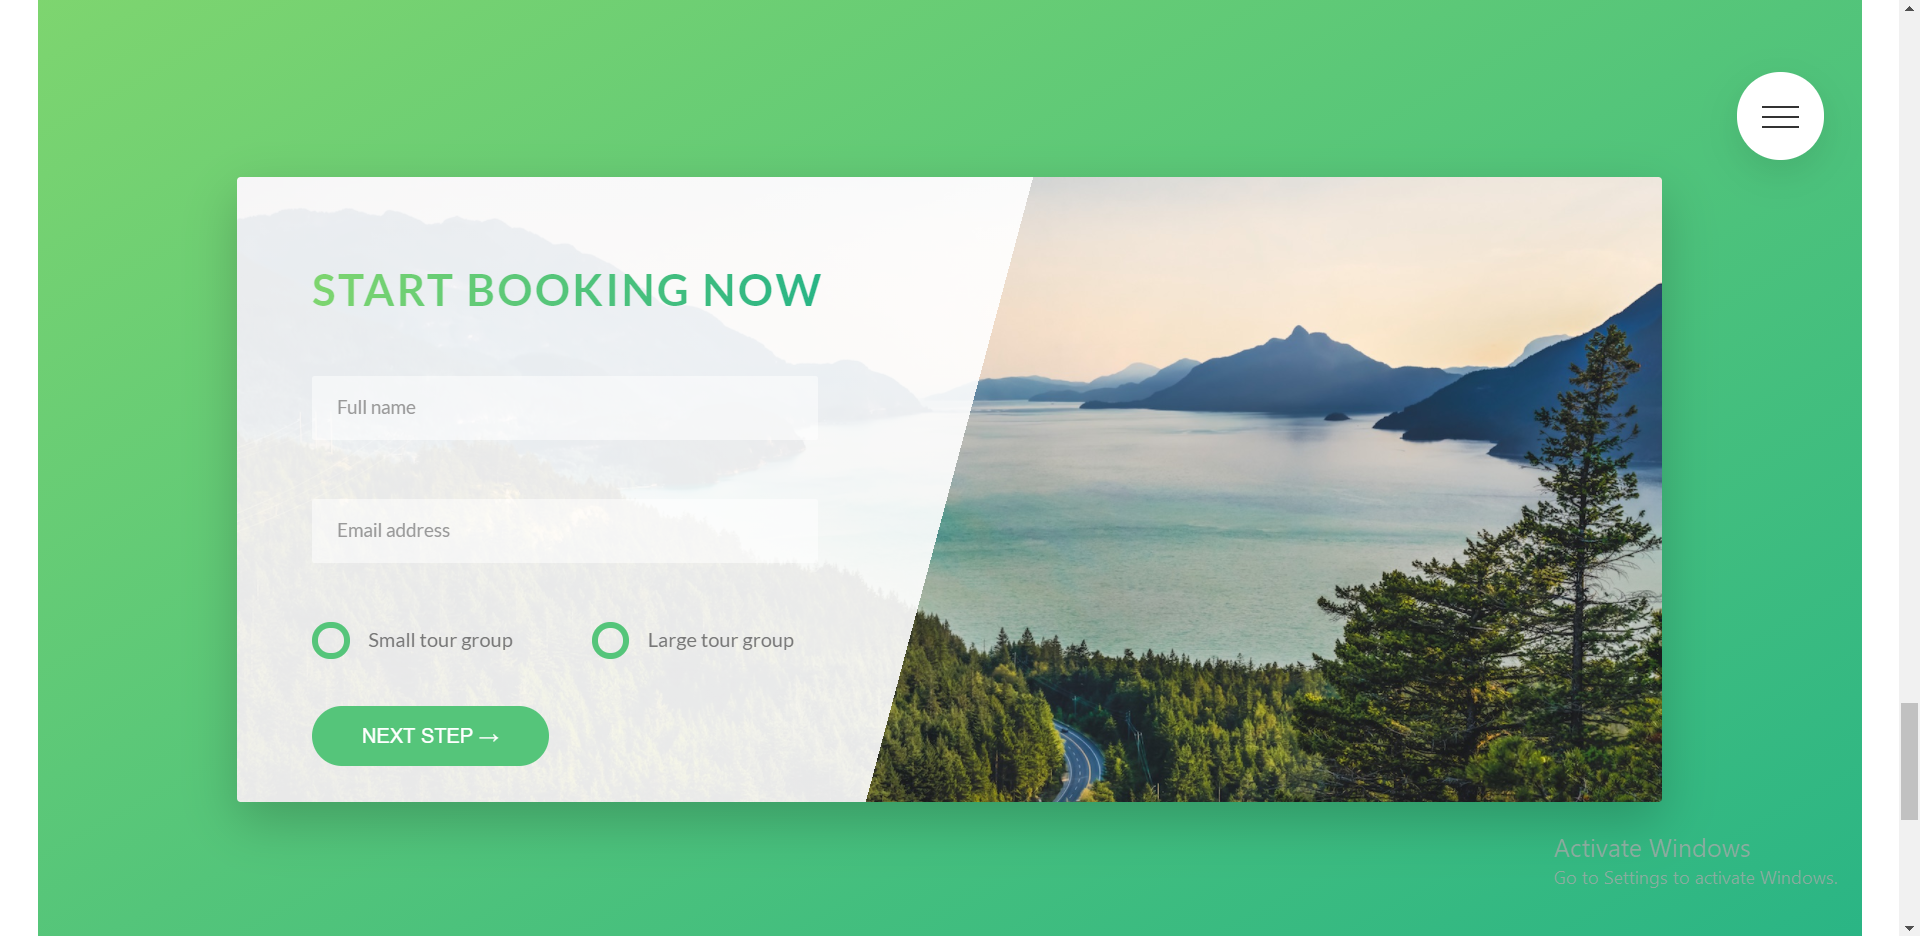 START BOOKING NOW
Full name
Email address
Small tour group
Large tour group
NEXT STEP →
Activate Windows
Go to Settings to activate Windows.